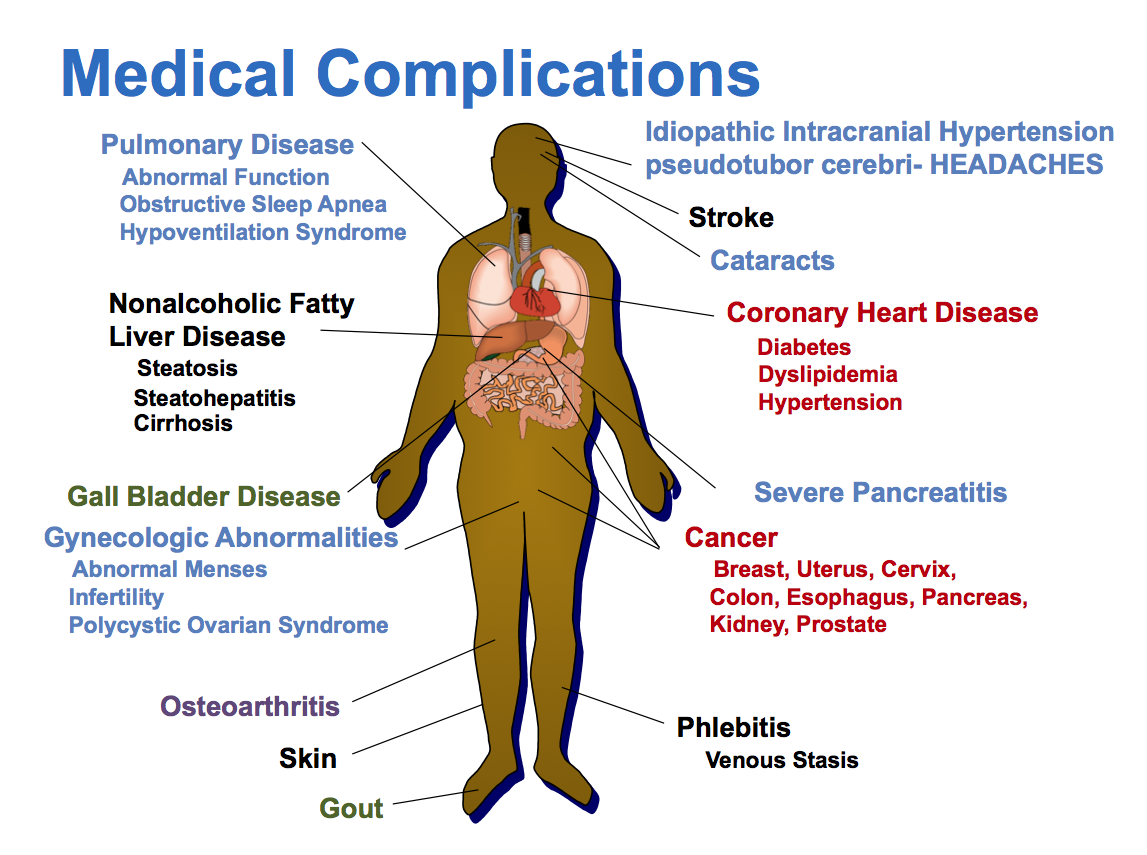 Medical Complications
Pulmonary Disease
Abnormal Function
Obstructive Sleep Apnea
Hypoventilation Syndrome
Nonalcoholic Fatty
Liver Disease
Steatosis
Steatohepatitis
Cirrhosis
Gall Bladder Disease
Gynecologic Abnormalities
Abnormal Menses
Infertility
Polycystic Ovarian Syndrome
Osteoarthritis
Skin
Gout
Idiopathic Intracranial Hypertension
pseudotubor cerebri- HEADACHES
Stroke
Cataracts
Coronary Heart Disease
Diabetes
Dyslipidemia
Hypertension
Severe Pancreatitis
Cancer
Breast, Uterus, Cervix,
Colon, Esophagus, Pancreas,
Kidney, Prostate
Phlebitis
Venous Stasis